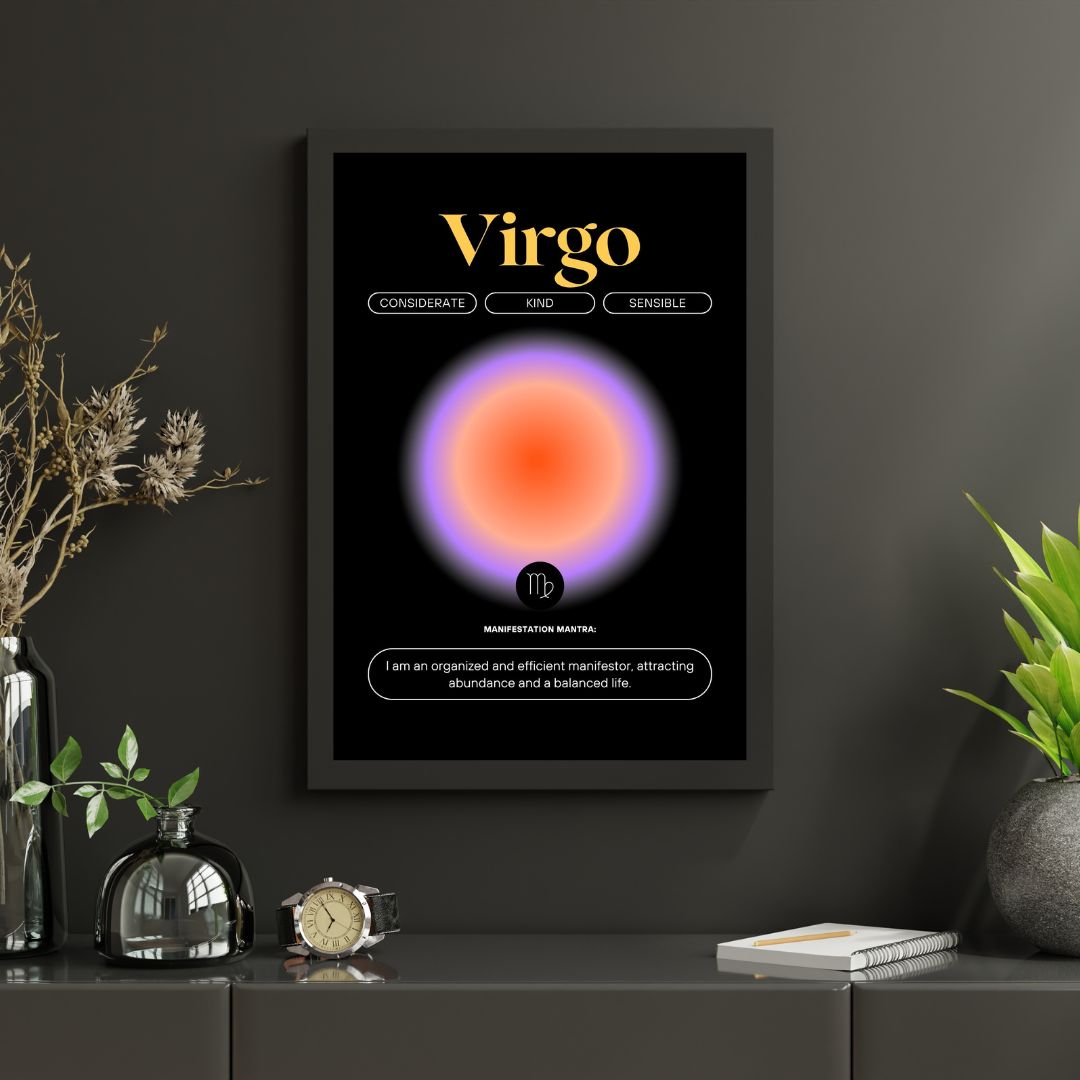 Virgo
CONSIDERATE KIND SENSIBLE
MANIFESTATION MANTRA:
I am an organized and efficient manifestor, attracting
abundance and a balanced life.